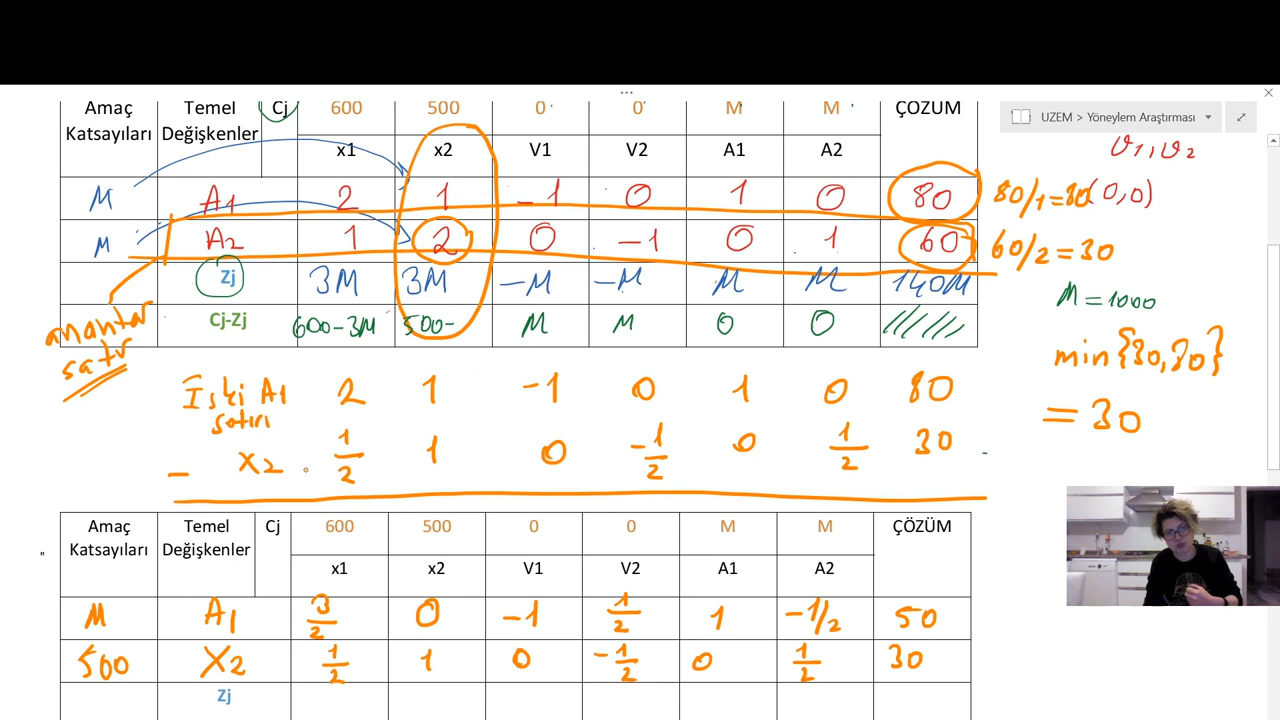 Amaç Katsayıları Temel Değişkenler Cj 600 500 0 0 M M ÇÖZÜM
x1 x2 V1 V2 A1 A2
M A1 2 1 -1 0 1 0 80
M A2 1 2 0 -1 0 1 60
Zj 3M 3M -M -M M M 140M
Cj-Zj 600-3M 500- M M 0 0 //////
UZEM > Yöneylem Araştırması
V1, V2
80/1=80 (0,0)
60/2=30
M=1000
min{30,80}
=30
anahtar
satır
Eski A1 2 1 -1 0 1 0 80
satırı
- X2 1/2 1 0 -1/2 0 1/2 30
Amaç Katsayıları Temel Değişkenler Cj 600 500 0 0 M M ÇÖZÜM
x1 x2 V1 V2 A1 A2
M A1 3/2 0 -1 1/2 1 -1/2 50
500 X2 1/2 1 0 -1/2 0 1/2 30
Zj